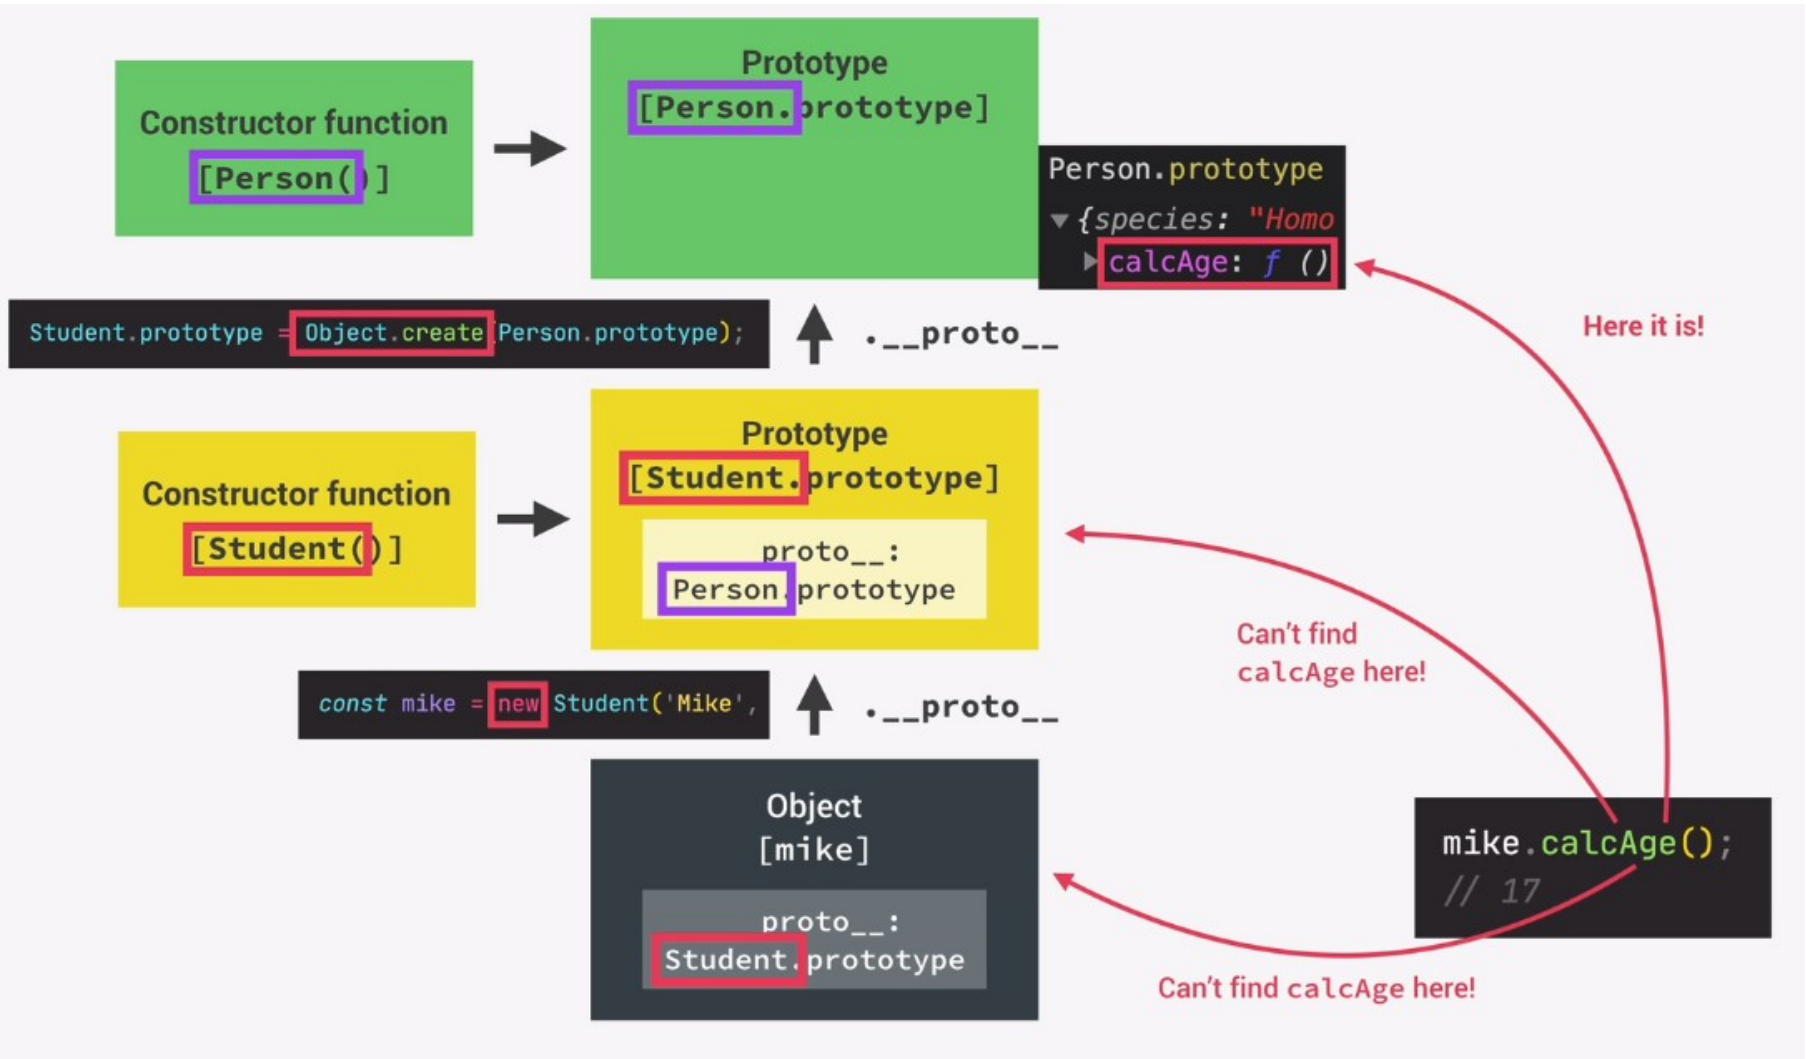 Constructor function
[Person()]
Prototype
[Person.prototype]
Person.prototype
▼ {species: "Homo
▶ calcAge: ƒ ()
Here it is!
Student.prototype = Object.create(Person.prototype);
.__proto__
Constructor function
[Student()]
Prototype
[Student.prototype]
proto__:
Person.prototype
Can't find
calcAge here!
const mike = new Student('Mike',
.__proto__
Object
[mike]
proto__:
Student.prototype
mike.calcAge();
// 17
Can't find calcAge here!